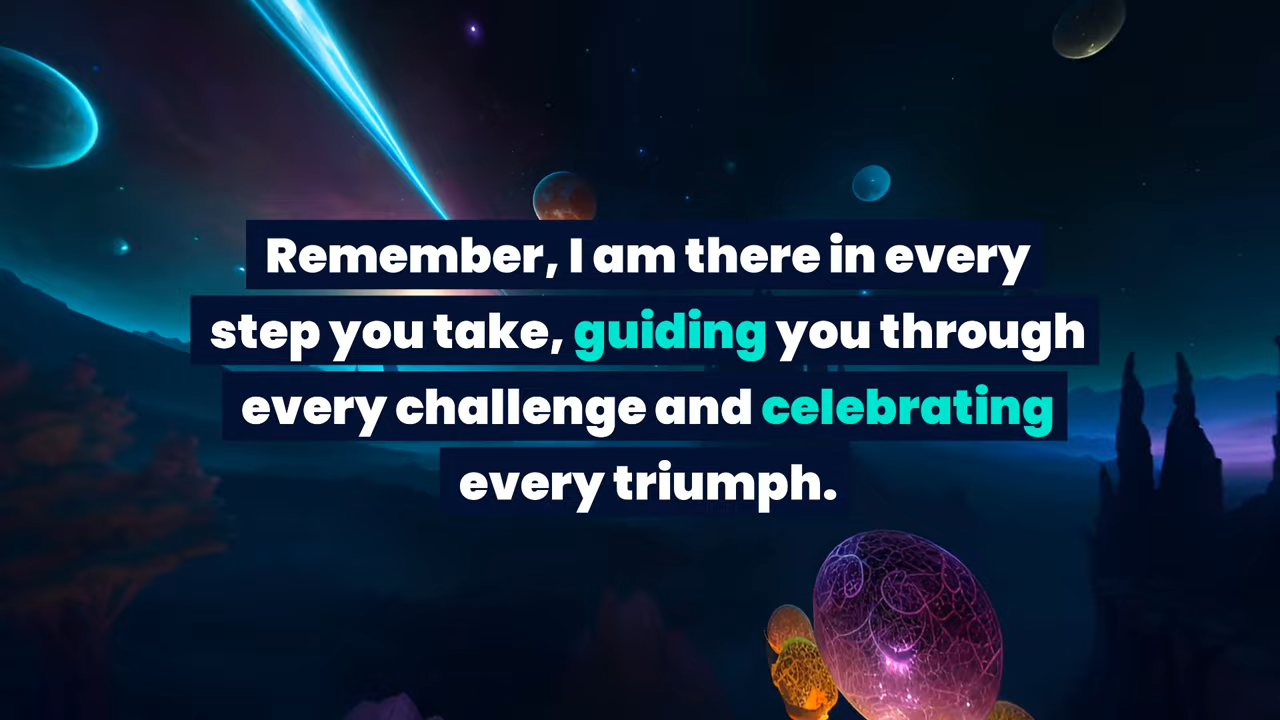 Remember, I am there in every
step you take, guiding you through
every challenge and celebrating
every triumph.